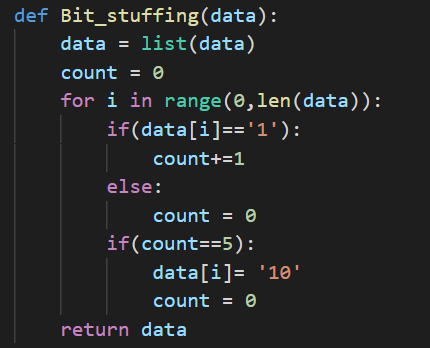 def Bit_stuffing(data):
    data = list(data)
    count = 0
    for i in range(0,len(data)):
        if(data[i]=='1'):
            count+=1
        else:
            count = 0
        if(count==5):
            data[i]= '10'
            count = 0
    return data